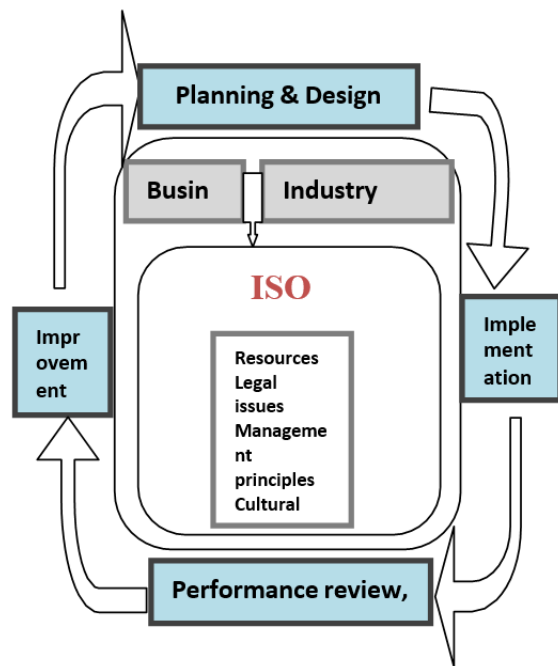 Planning & Design
Busin
Industry
ISO
Impr
ovem
ent
Imple
ment
ation
Resources
Legal
issues
Manageme
nt
principles
Cultural
Performance review,